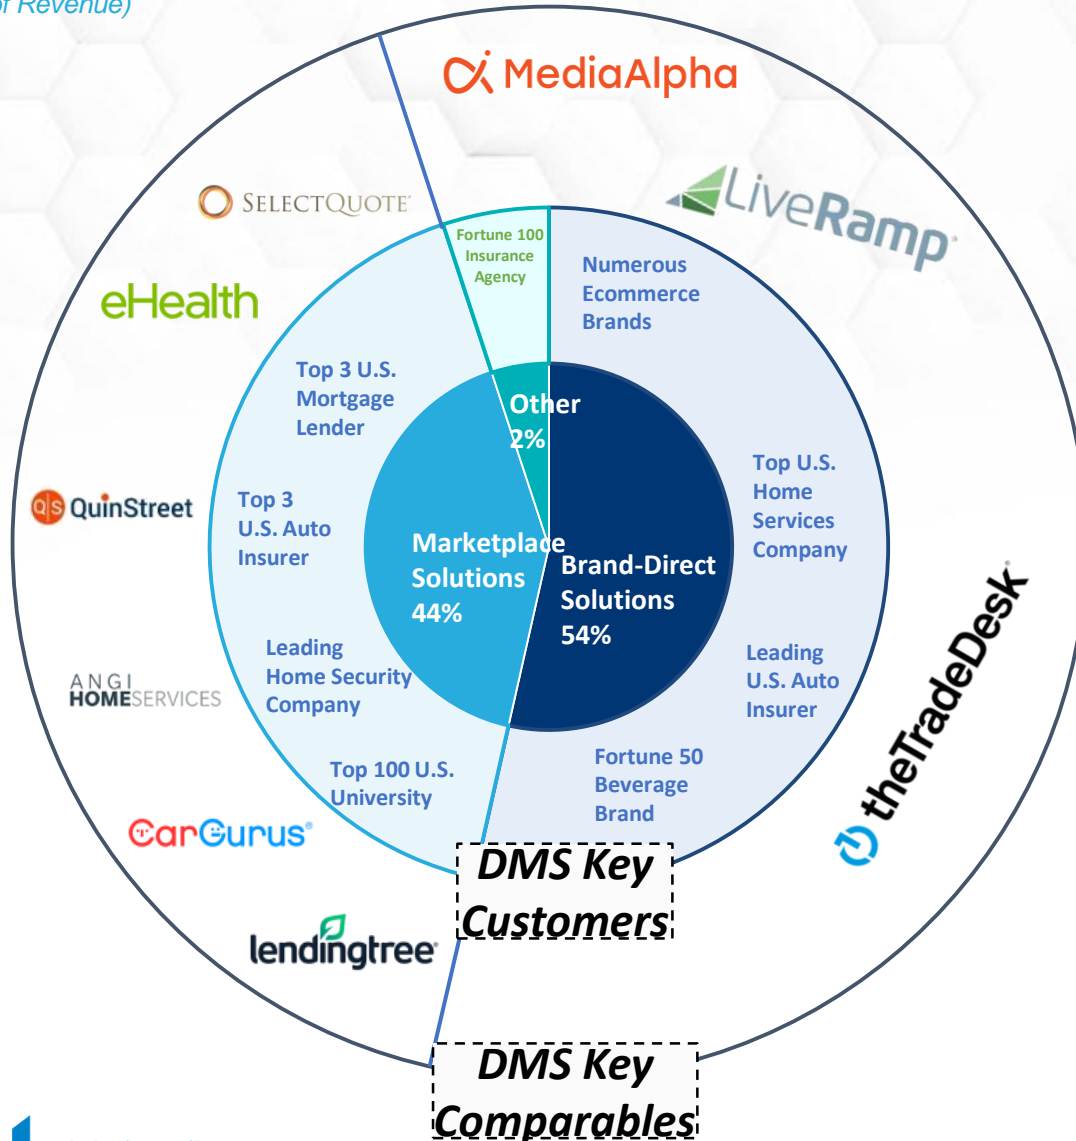 of Revenue)
MediaAlpha
LiveRamp
SELECTQUOTE
eHealth
Fortune 100
Insurance
Agency
Numerous
Ecommerce
Brands
Top 3 U.S.
Mortgage
Lender
Other
2%
Top U.S.
Home
Services
Company
QS QuinStreet
Top 3
U.S. Auto
Insurer
Marketplace
Solutions
44%
Brand-Direct
Solutions
54%
theTradeDesk
Leading
Home Security
Company
Leading
U.S. Auto
Insurer
ANGI
HOMESERVICES
Top 100 U.S.
University
Fortune 50
Beverage
Brand
CarGurus
lendingtree
DMS Key
Customers
DMS Key
Comparables